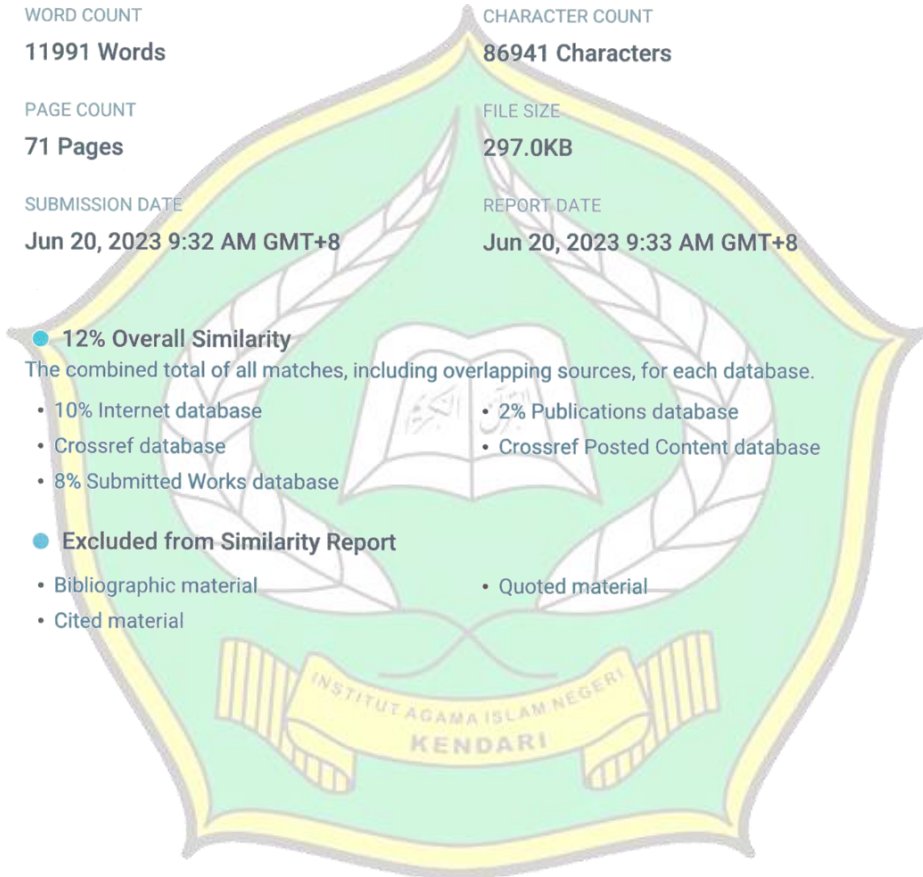 WORD COUNT
11991 Words
CHARACTER COUNT
86941 Characters
PAGE COUNT
71 Pages
FILE SIZE
297.0KB
SUBMISSION DATE
Jun 20, 2023 9:32 AM GMT+8
REPORT DATE
Jun 20, 2023 9:33 AM GMT+8
● 12% Overall Similarity
The combined total of all matches, including overlapping sources, for each database.
• 10% Internet database
• 2% Publications database
• Crossref database
• Crossref Posted Content database
• 8% Submitted Works database
● Excluded from Similarity Report
• Bibliographic material
• Quoted material
• Cited material
INSTITUT AGAMA ISLAM NEGERI
KENDARI